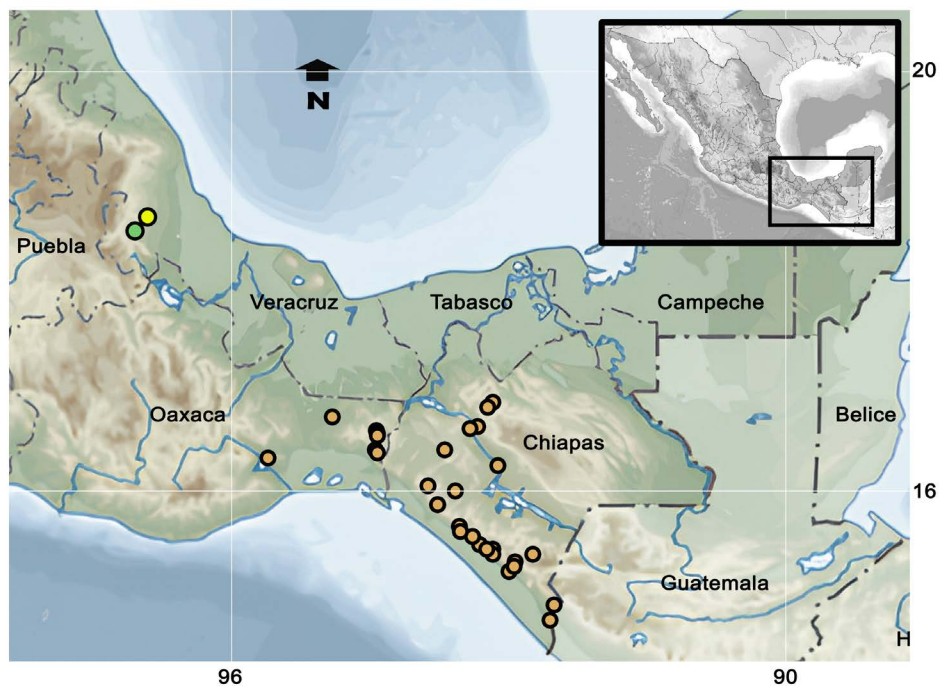 20
N
Puebla
Veracruz
Tabasco
Campeche
Oaxaca
Belice
Chiapas
16
Guatemala
H
96
90